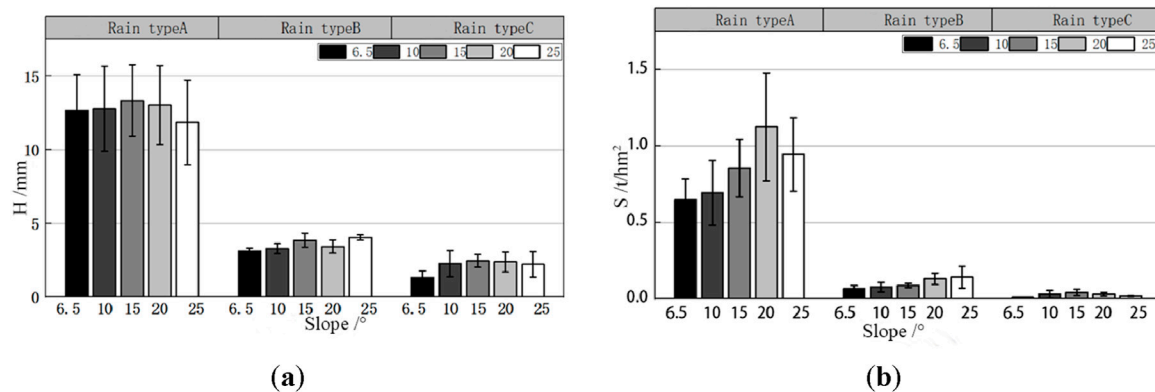 Rain typeA Rain typeB Rain typeC
6.5 10 15 20 25
15
10
5
0
H /mm
6.5 10 15 20 25 6.5 10 15 20 25 6.5 10 15 20 25
Slope /°
(a)
Rain typeA Rain typeB Rain typeC
6.5 10 15 20 25
1.5
1.0
0.5
0.0
S /t/hm²
6.5 10 15 20 25 6.5 10 15 20 25 6.5 10 15 20 25
Slope /°
(b)